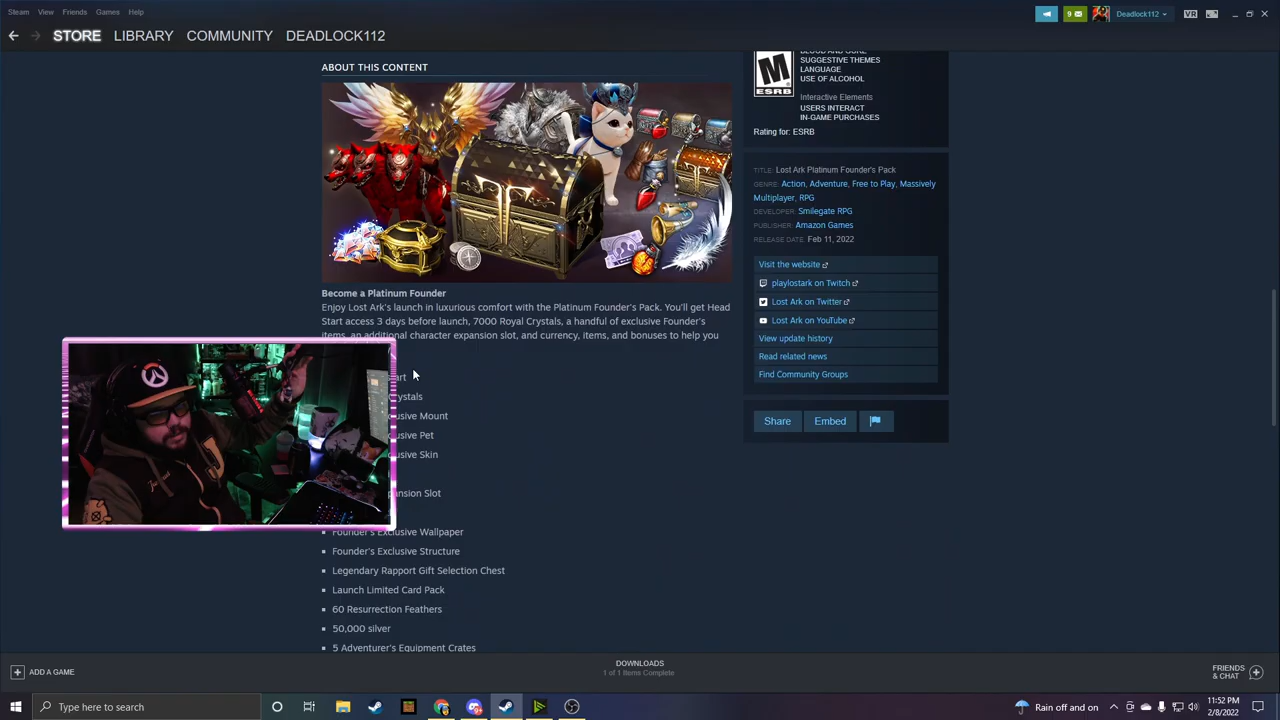 Steam View Friends Games Help
9 Deadlock112 VR
STORE LIBRARY COMMUNITY DEADLOCK112
ABOUT THIS CONTENT
Become a Platinum Founder
Enjoy Lost Ark's launch in luxurious comfort with the Platinum Founder's Pack. You'll get Head
Start access 3 days before launch, 7000 Royal Crystals, a handful of exclusive Founder's
items, an additional character expansion slot, and currency, items, and bonuses to help you
Mount
Pet
Skin
Slot
Founder's Exclusive Wallpaper
Founder's Exclusive Structure
Legendary Rapport Gift Selection Chest
Launch Limited Card Pack
60 Resurrection Feathers
50,000 silver
5 Adventurer's Equipment Crates
M
ESRB
SUGGESTIVE THEMES
LANGUAGE
USE OF ALCOHOL
Interactive Elements
USERS INTERACT
IN-GAME PURCHASES
Rating for: ESRB
TITLE: Lost Ark Platinum Founder's Pack
GENRE: Action, Adventure, Free to Play, Massively
Multiplayer, RPG
DEVELOPER: Smilegate RPG
PUBLISHER: Amazon Games
RELEASE DATE: Feb 11, 2022
Visit the website
playlostark on Twitch
Lost Ark on Twitter
Lost Ark on YouTube
View update history
Read related news
Find Community Groups
Share Embed
ADD A GAME
DOWNLOADS
1 of 1 Items Complete
FRIENDS
& CHAT
Type here to search
Rain off and on
11:52 PM
2/8/2022